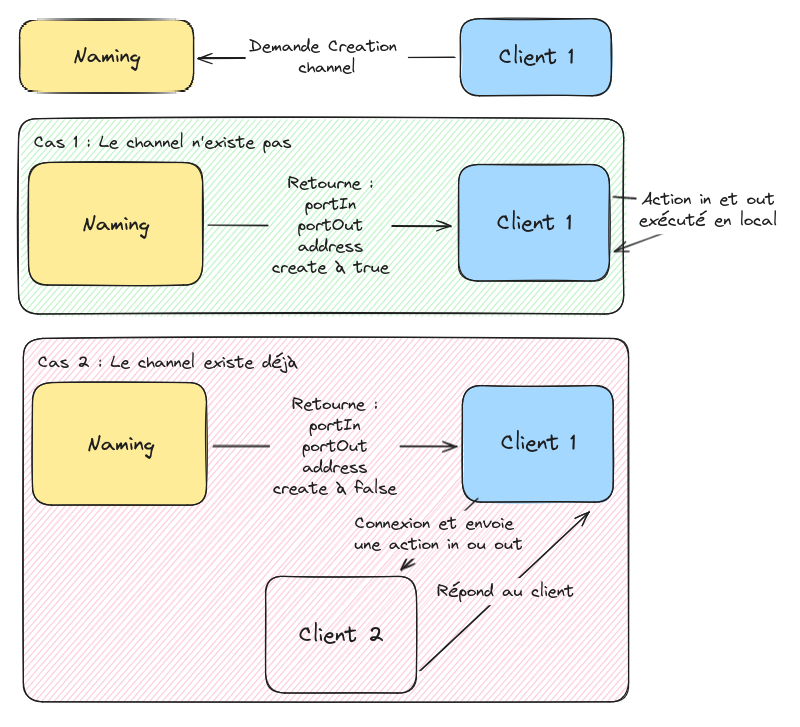 Naming
Demande Creation
channel
Client 1
Cas 1 : Le channel n'existe pas
Naming
Retourne :
portIn
portOut
address
create à true
Client 1
Action in et out
exécuté en local
Cas 2 : Le channel existe déjà
Naming
Retourne :
portIn
portOut
address
create à false
Client 1
Connexion et envoie
une action in ou out
Répond au client
Client 2